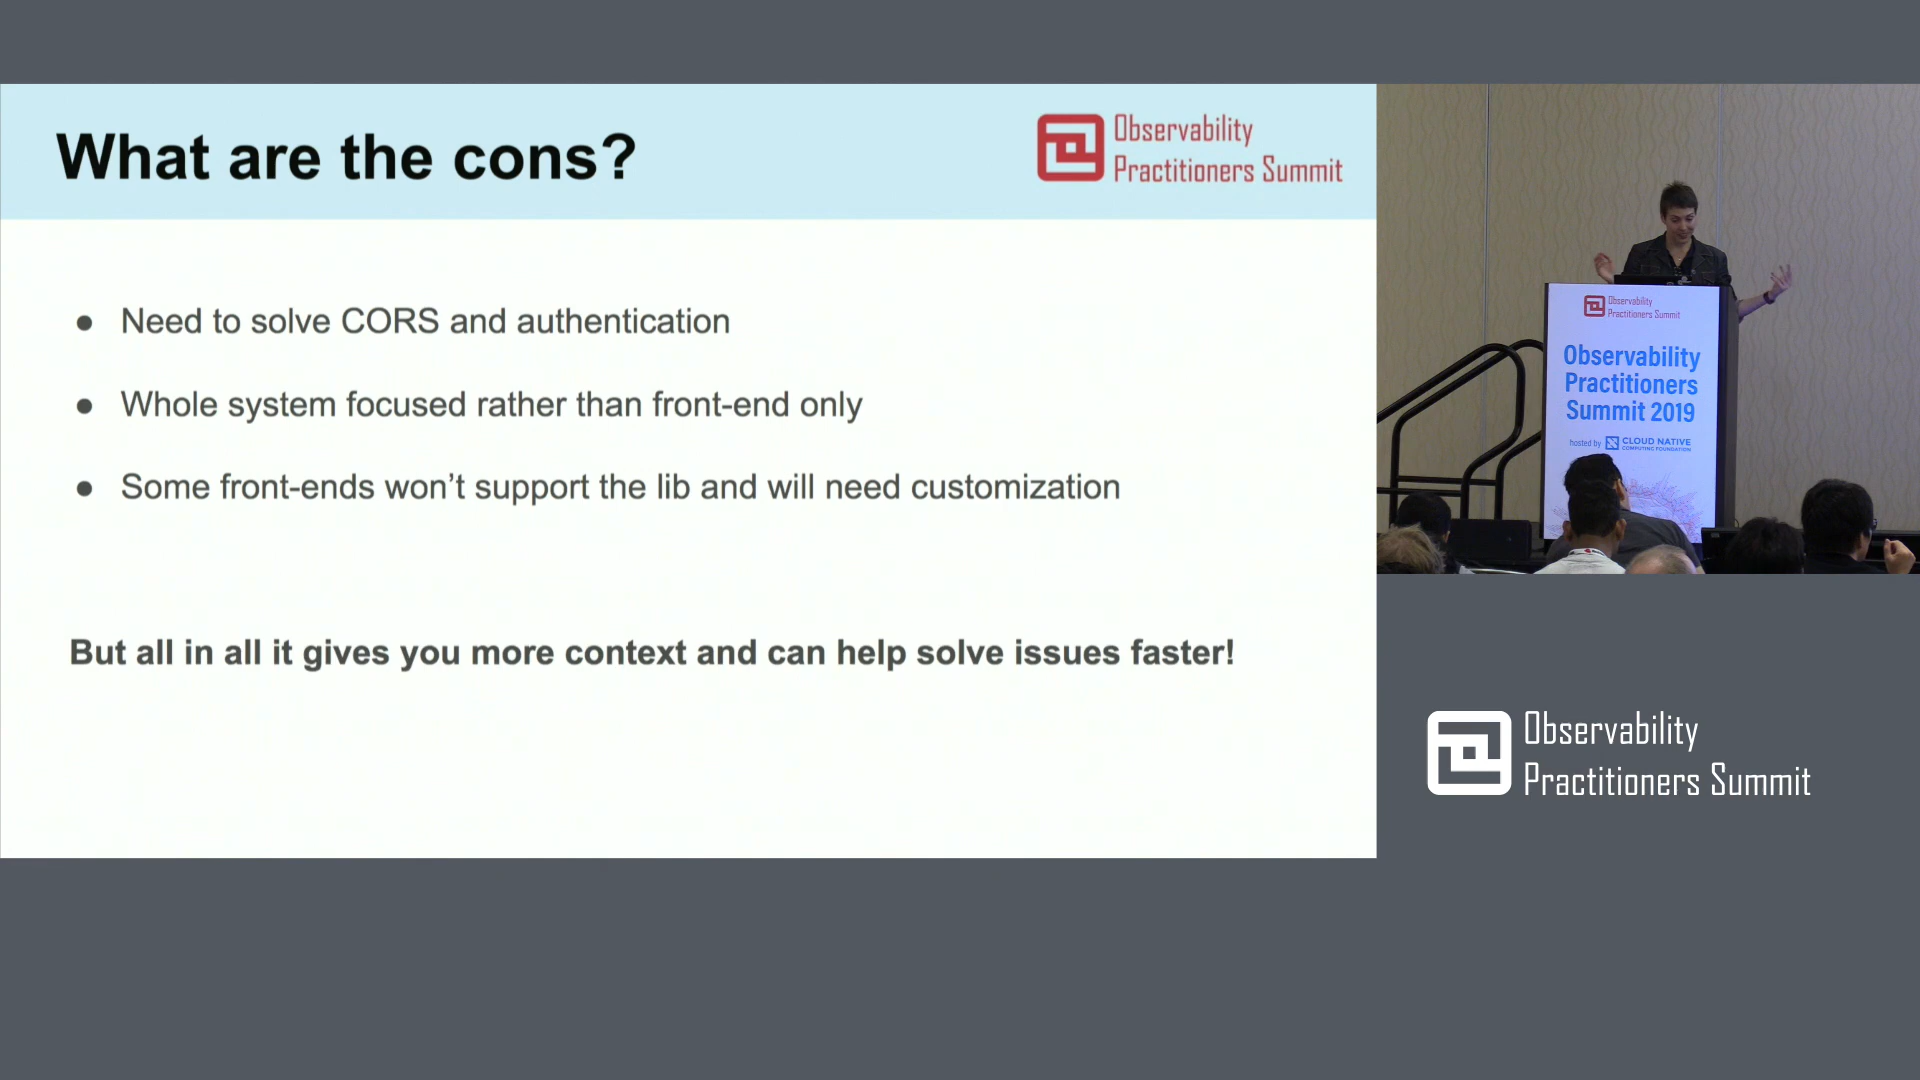 What are the cons?
Observability
Practitioners Summit
● Need to solve CORS and authentication
● Whole system focused rather than front-end only
● Some front-ends won’t support the lib and will need customization
But all in all it gives you more context and can help solve issues faster!
Observability
Practitioners Summit
Observability
Practitioners
Summit 2019
hosted by CLOUD NATIVE
COMPUTING FOUNDATION
Observability
Practitioners Summit